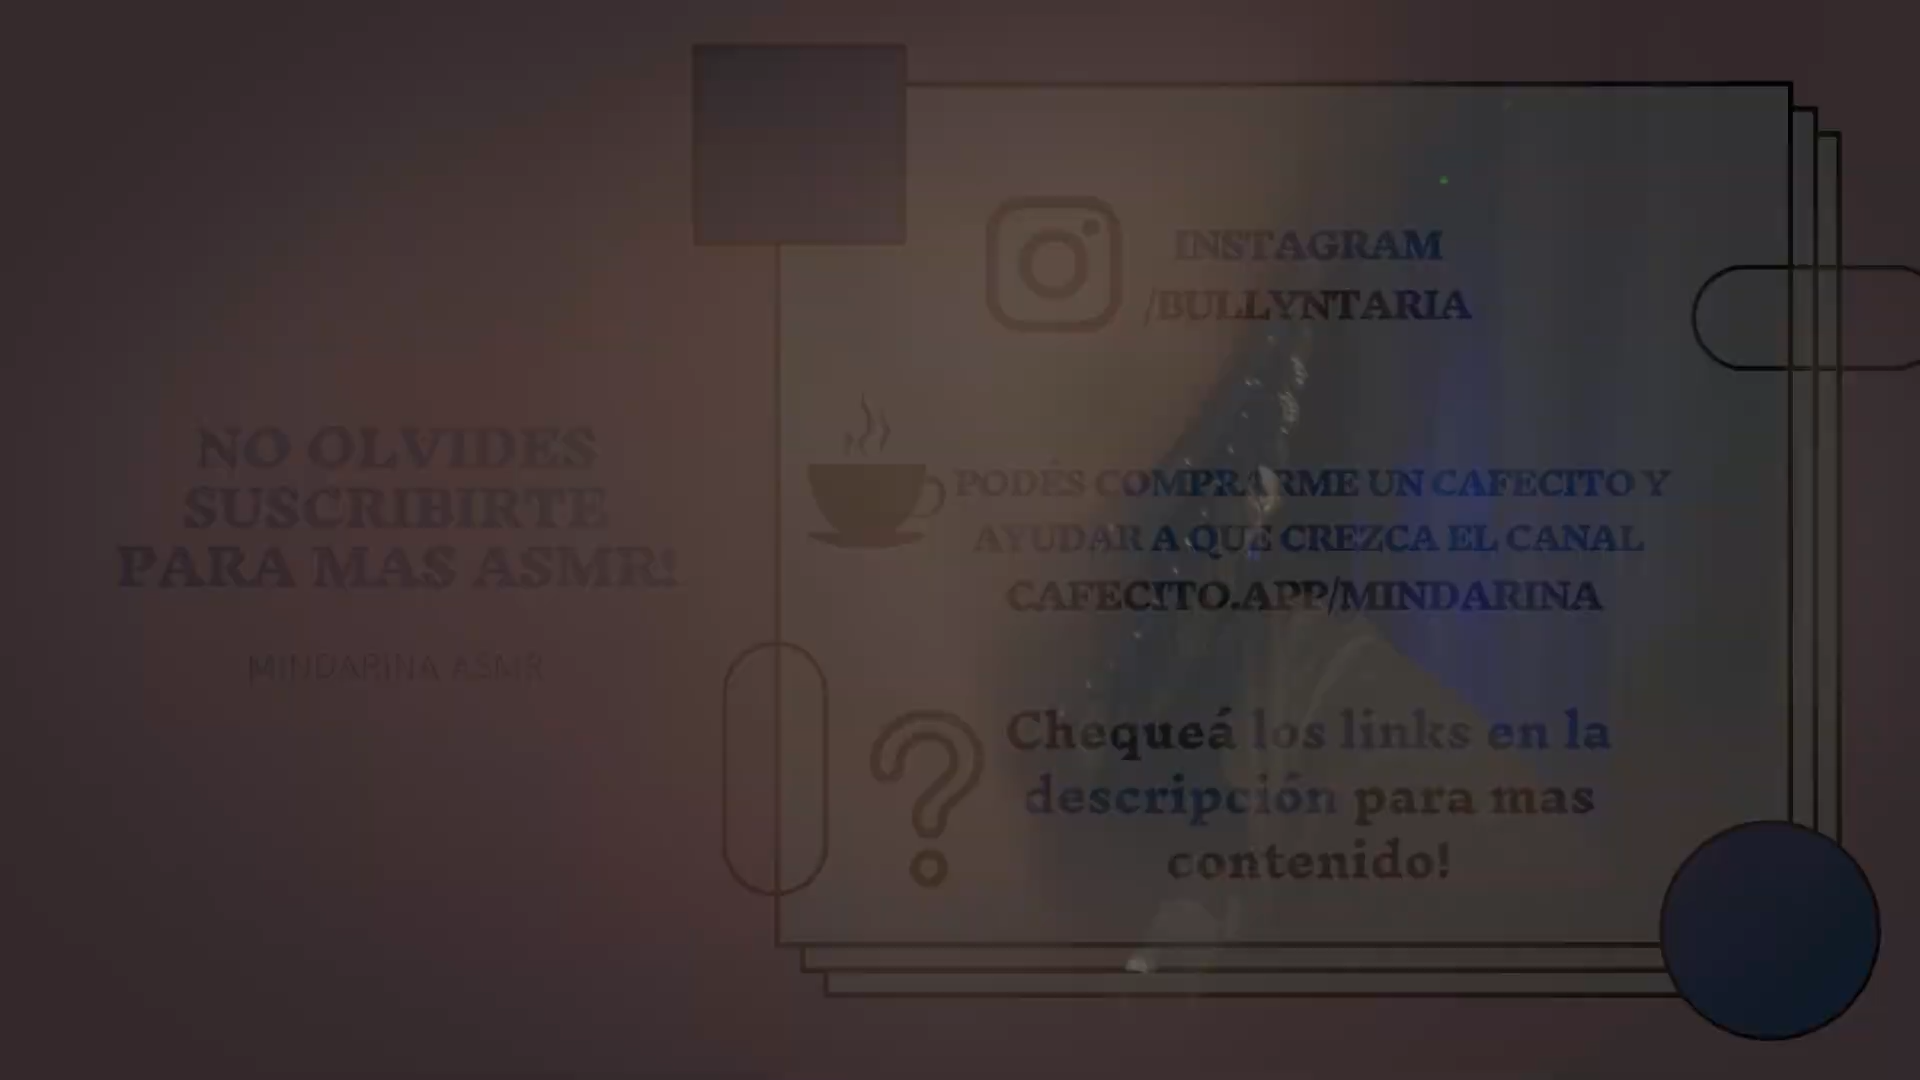 NO OLVIDES
SUSCRIBIRTE
PARA MAS ASMR!
MINDARINA ASMR
INSTAGRAM
/BULLYNTARIA
PODÉS COMPRARME UN CAFECITO Y
AYUDAR A QUE CREZCA EL CANAL
CAFECITO.APP/MINDARINA
Chequeá los links en la
descripción para mas
contenido!